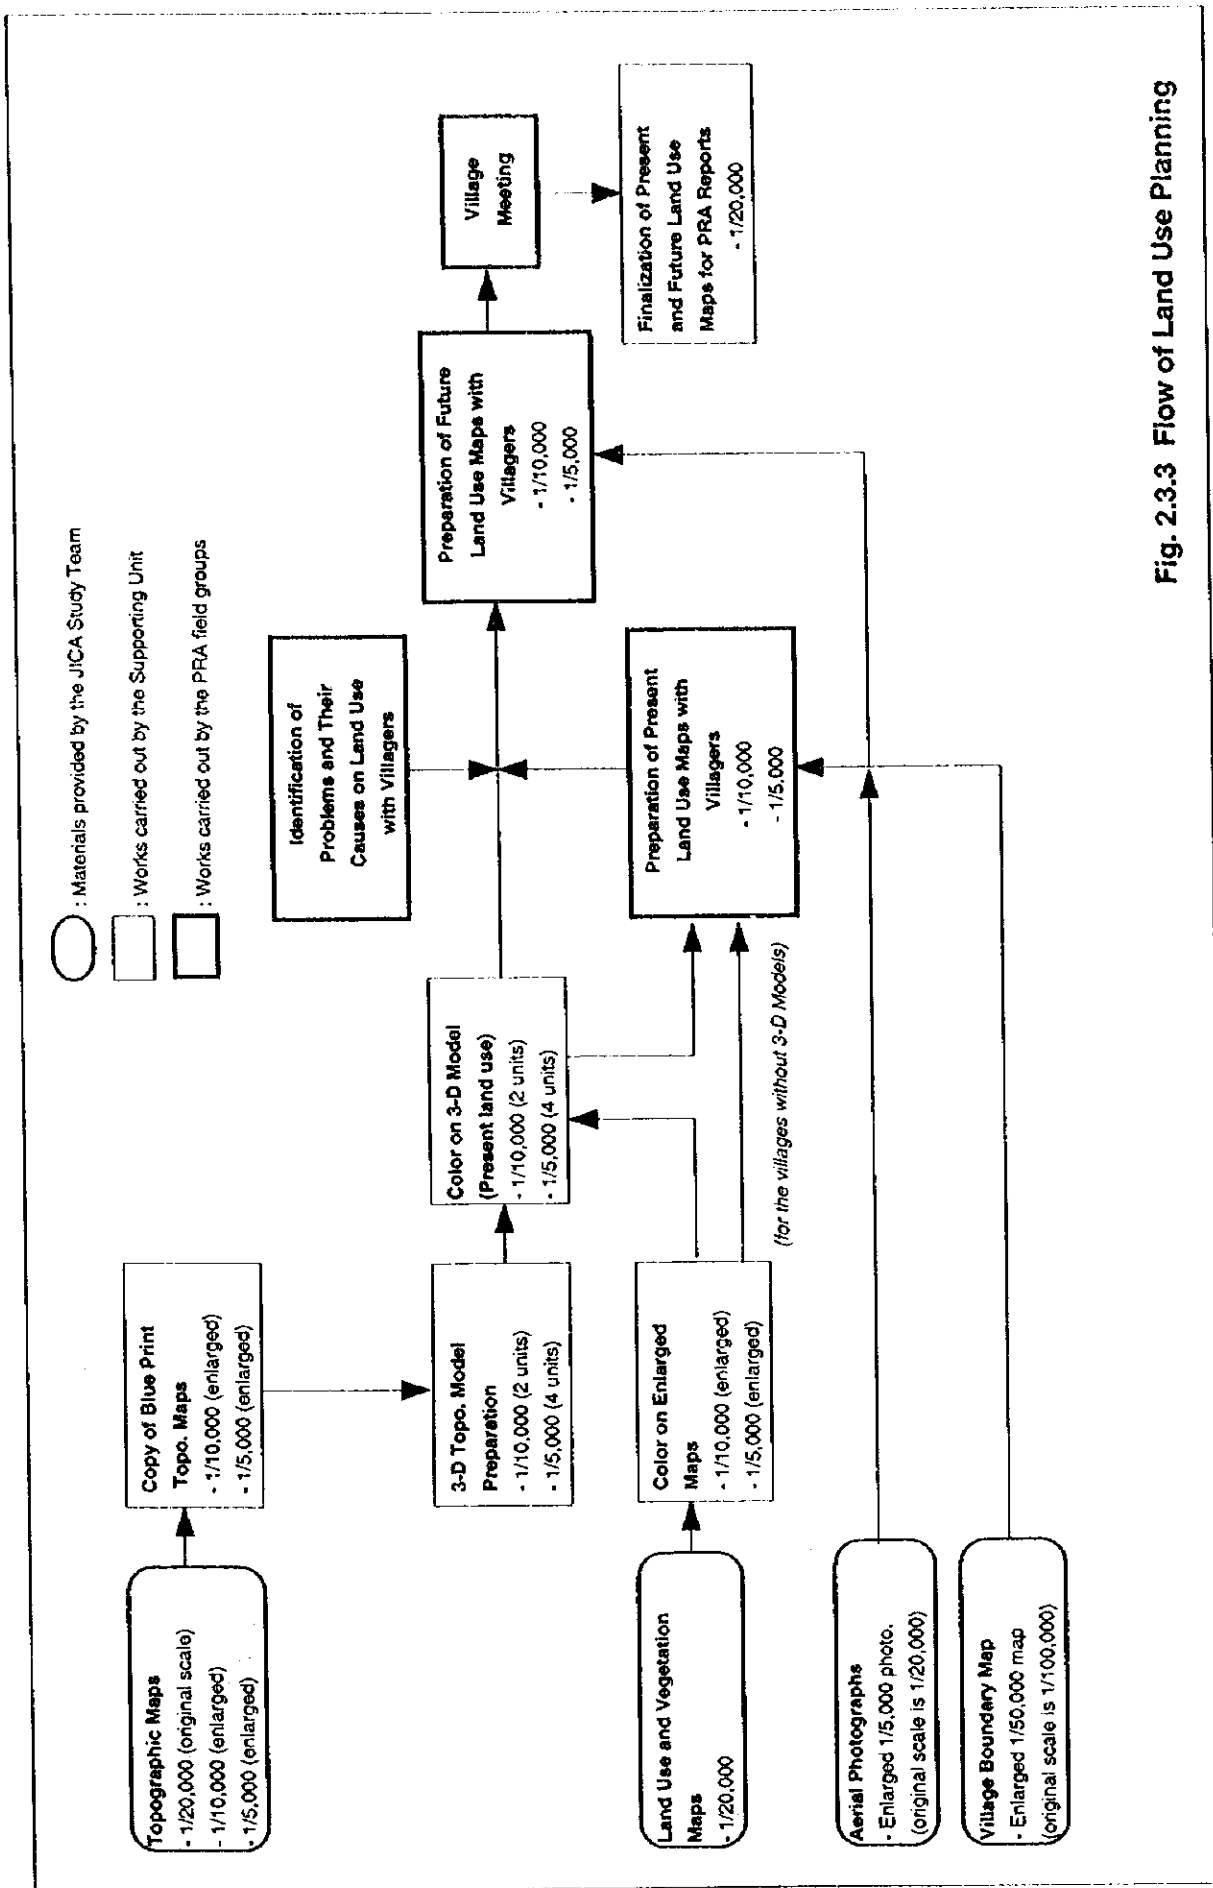 : Materials provided by the JICA Study Team
: Works carried out by the Supporting Unit
: Works carried out by the PRA field groups
Topographic Maps
- 1/20,000 (original scale)
- 1/10,000 (enlarged)
- 1/5,000 (enlarged)
Copy of Blue Print
Topo. Maps
- 1/10,000 (enlarged)
- 1/5,000 (enlarged)
3-D Topo. Model
Preparation
- 1/10,000 (2 units)
- 1/5,000 (4 units)
Color on 3-D Model
(Present land use)
- 1/10,000 (2 units)
- 1/5,000 (4 units)
Identification of
Problems and Their
Causes on Land Use
with Villagers
Preparation of Future
Land Use Maps with
Villagers
- 1/10,000
- 1/5,000
Village
Meeting
Finalization of Present
and Future Land Use
Maps for PRA Reports
- 1/20,000
Land Use and Vegetation
Maps
- 1/20,000
Color on Enlarged
Maps
- 1/10,000 (enlarged)
- 1/5,000 (enlarged)
(for the villages without 3-D Models)
Preparation of Present
Land Use Maps with
Villagers
- 1/10,000
- 1/5,000
Aerial Photographs
- Enlarged 1/5,000 photo.
(original scale is 1/20,000)
Village Boundary Map
- Enlarged 1/50,000 map
(original scale is 1/100,000)
Fig. 2.3.3 Flow of Land Use Planning